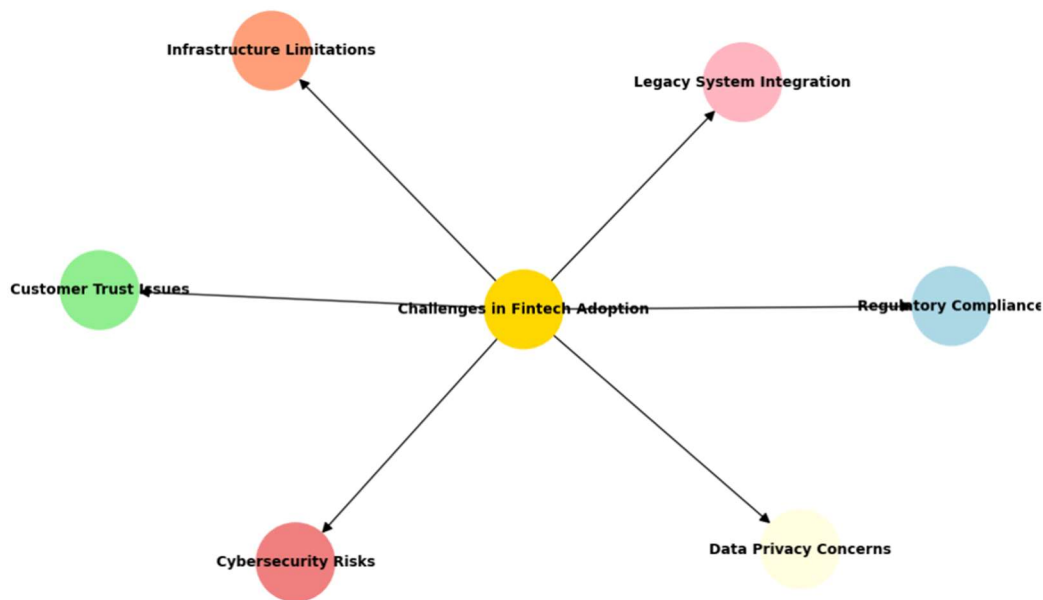 Infrastructure Limitations
Legacy System Integration
Customer Trust Issues
Challenges in Fintech Adoption
Regulatory Compliance
Data Privacy Concerns
Cybersecurity Risks